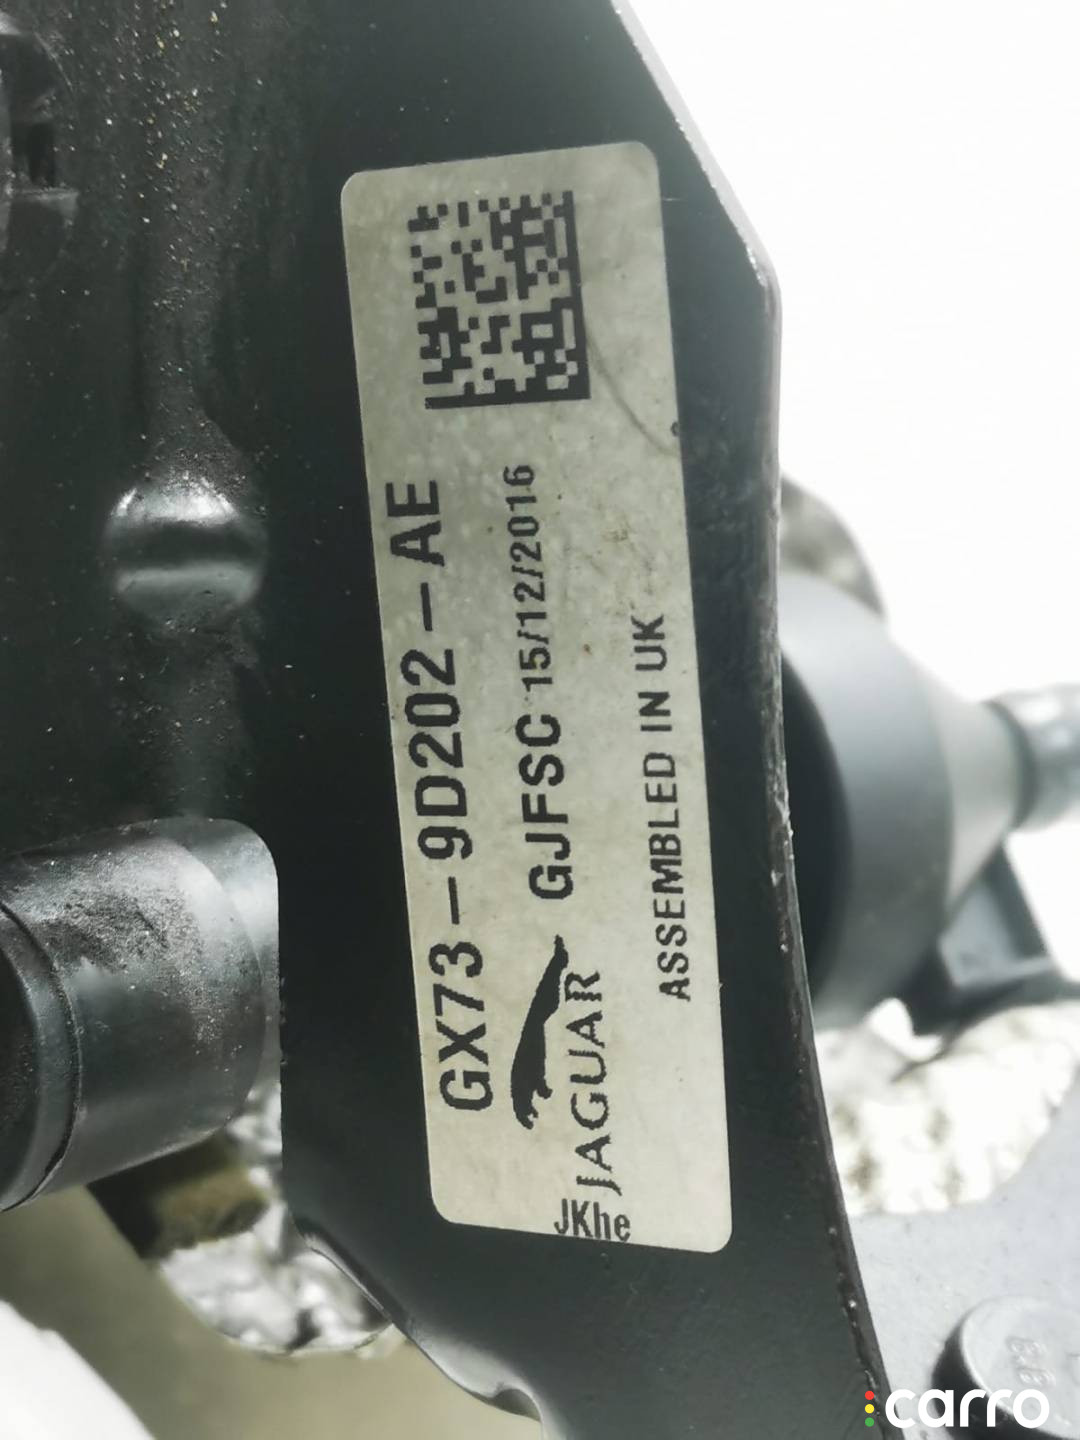 GX73-9D202-AE
GJFSC 15/12/2016
JAGUAR
ASSEMBLED IN UK
JKhe
carro